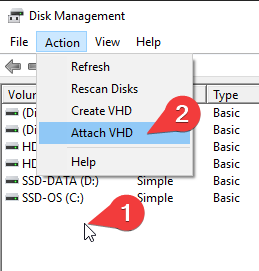 Disk Management
File Action View Help
Refresh
Rescan Disks
Create VHD
Attach VHD
Help
2
Volu Type
(Di Basic
(Di Basic
HD Basic
HD Basic
SSD-DATA (D:) Simple Basic
SSD-OS (C:) Simple Basic
1